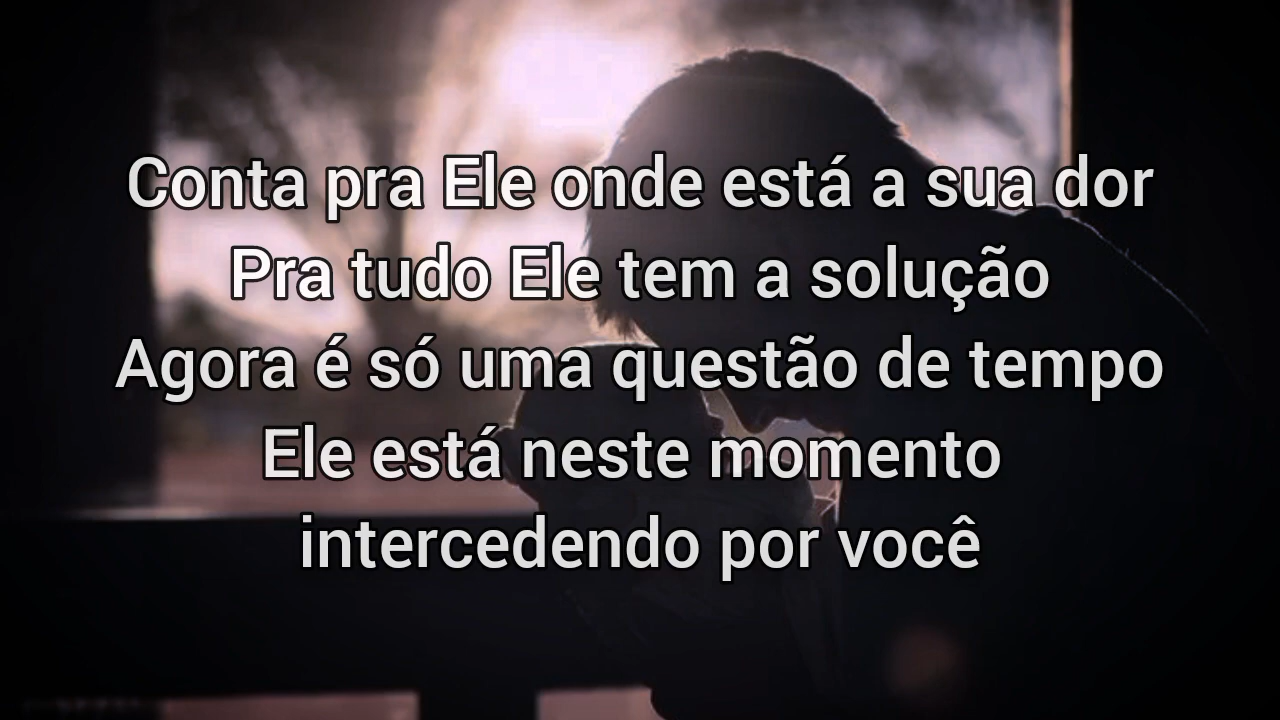 Conta pra Ele onde está a sua dor
Pra tudo Ele tem a solução
Agora é só uma questão de tempo
Ele está neste momento
intercedendo por você